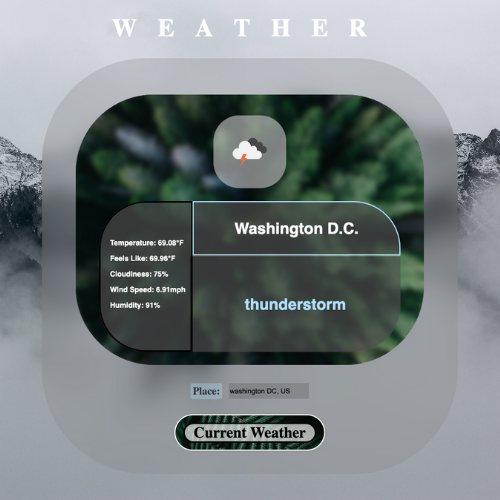 WEATHER
Washington D.C.
Temperature: 69.08°F
Feels Like: 69.96°F
Cloudiness: 75%
Wind Speed: 6.91mph
Humidity: 91%
thunderstorm
Place: washington DC, US
Current Weather